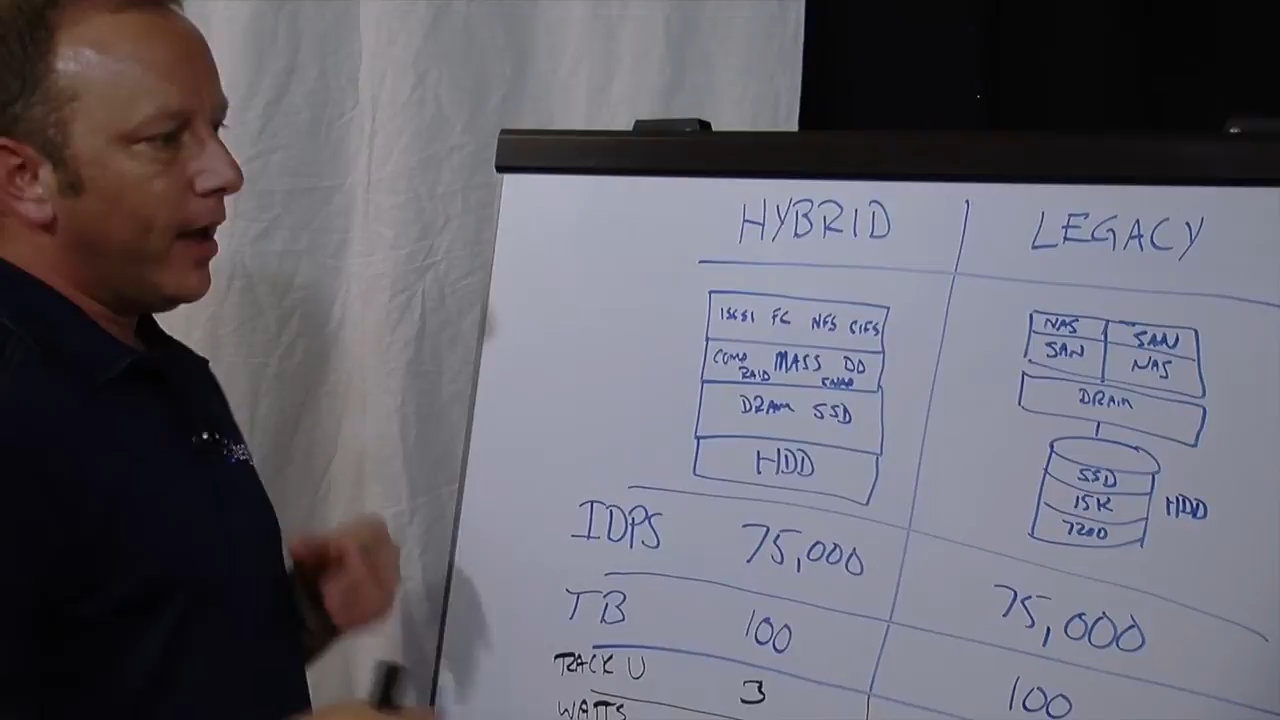 HYBRID LEGACY
ISCSI FC NFS CIFS
COMP MASS DD
RAID SNAP
DRAM SSD
HDD
NAS SAN
SAN NAS
DRAM
SSD
15K
7200
HDD
IOPS 75,000 75,000
TB 100 100
RACK U 3
WATTS